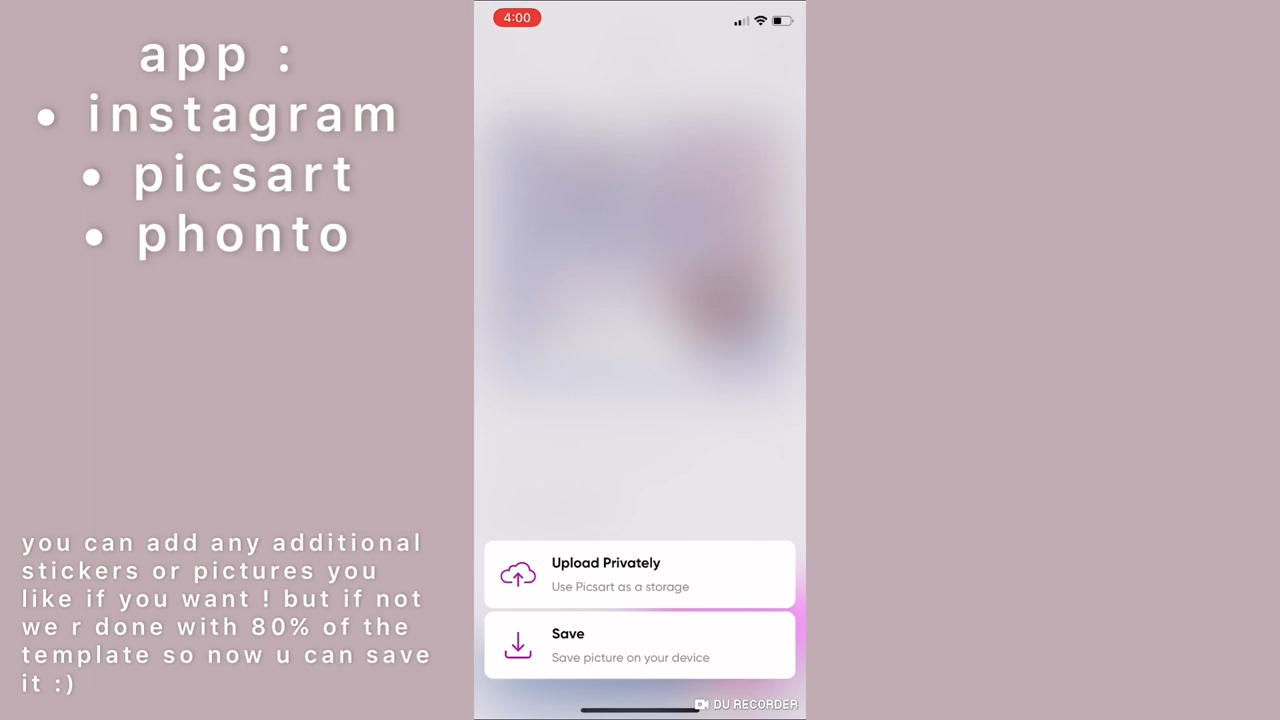 app :
• instagram
• picsart
• phonto
4:00
Upload Privately
Use Picsart as a storage
Save
Save picture on your device
DU RECORDER
you can add any additional
stickers or pictures you
like if you want ! but if not
we r done with 80% of the
template so now u can save
it :)